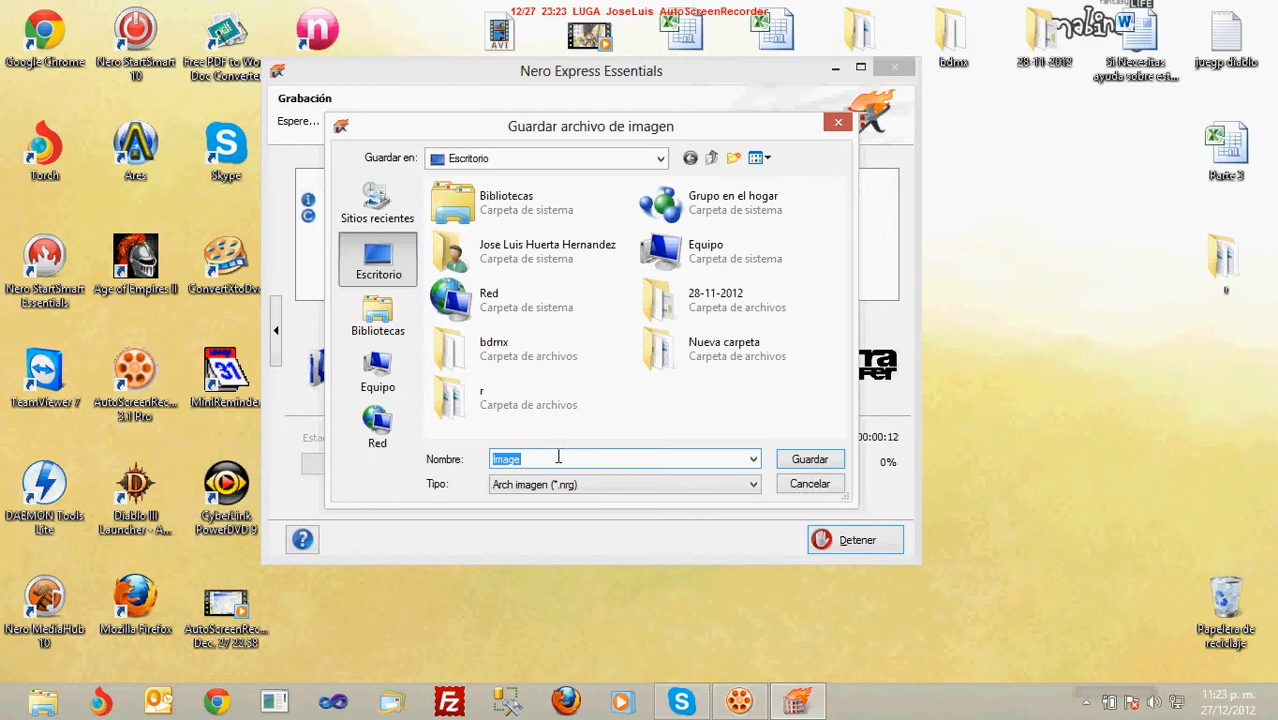 12/27 23:23 LUGA JoseLuis AutoScreenRecorder
Google Chrome
Nero StartSmart 10
Free PDF to Wo... Doc Converter
bdmx
28-11-2012
Si Necesitas ayuda sobre est...
juegp diablo
Nero Express Essentials
Grabación
Espere...
Guardar archivo de imagen
Guardar en:
Escritorio
Torch
Ares
Skype
Parte 3
Sitios recientes
Escritorio
Bibliotecas
Equipo
Red
Bibliotecas
Carpeta de sistema
Grupo en el hogar
Carpeta de sistema
Jose Luis Huerta Hernandez
Carpeta de sistema
Equipo
Carpeta de sistema
Red
Carpeta de sistema
28-11-2012
Carpeta de archivos
bdmx
Carpeta de archivos
Nueva carpeta
Carpeta de archivos
r
Carpeta de archivos
Nero StartSmart Essentials
Age of Empires II
ConvertXtoDv
r
TeamViewer 7
AutoScreenRec... 3.1 Pro
MiniReminder
Nombre:
Image
Guardar
Tipo:
Arch imagen (*.nrg)
Cancelar
00:00:12
0%
Detener
DAEMON Tools Lite
Diablo III Launcher - A...
CyberLink PowerDVD 9
Nero MediaHub 10
Mozilla Firefox
AutoScreenRec... Dec. 27 22.58
Papelera de reciclaje
11:23 p. m.
27/12/2012